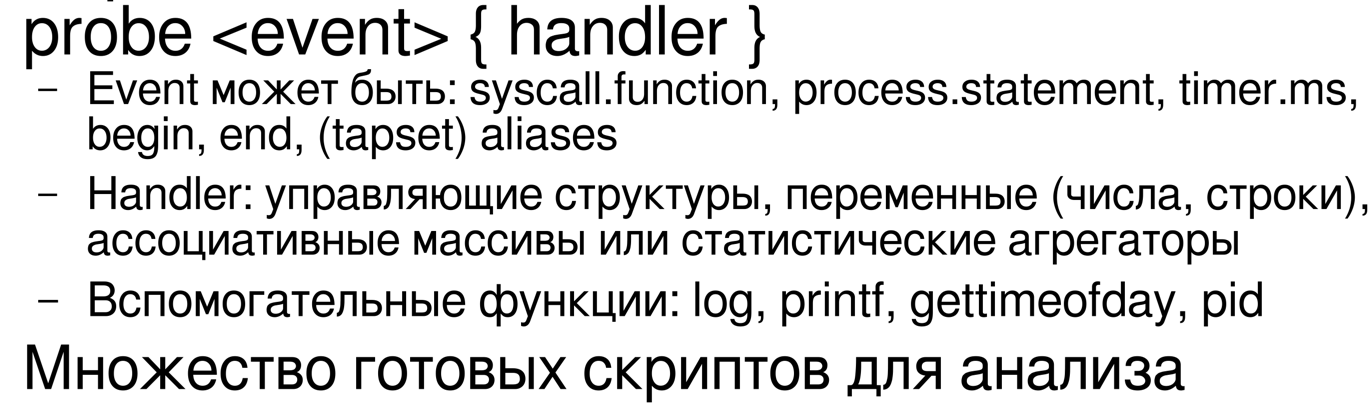 probe <event> { handler }
– Event может быть: syscall.function, process.statement, timer.ms,
begin, end, (tapset) aliases
– Handler: управляющие структуры, переменные (числа, строки),
ассоциативные массивы или статистические агрегаторы
– Вспомогательные функции: log, printf, gettimeofday, pid
Множество готовых скриптов для анализа